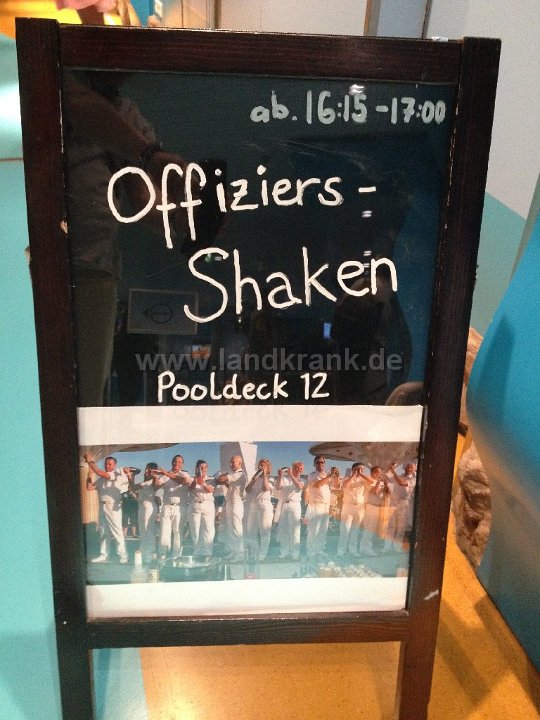 ab. 16:15-17:00
Offiziers-
Shaken
www.landkrank.de
Pooldeck 12